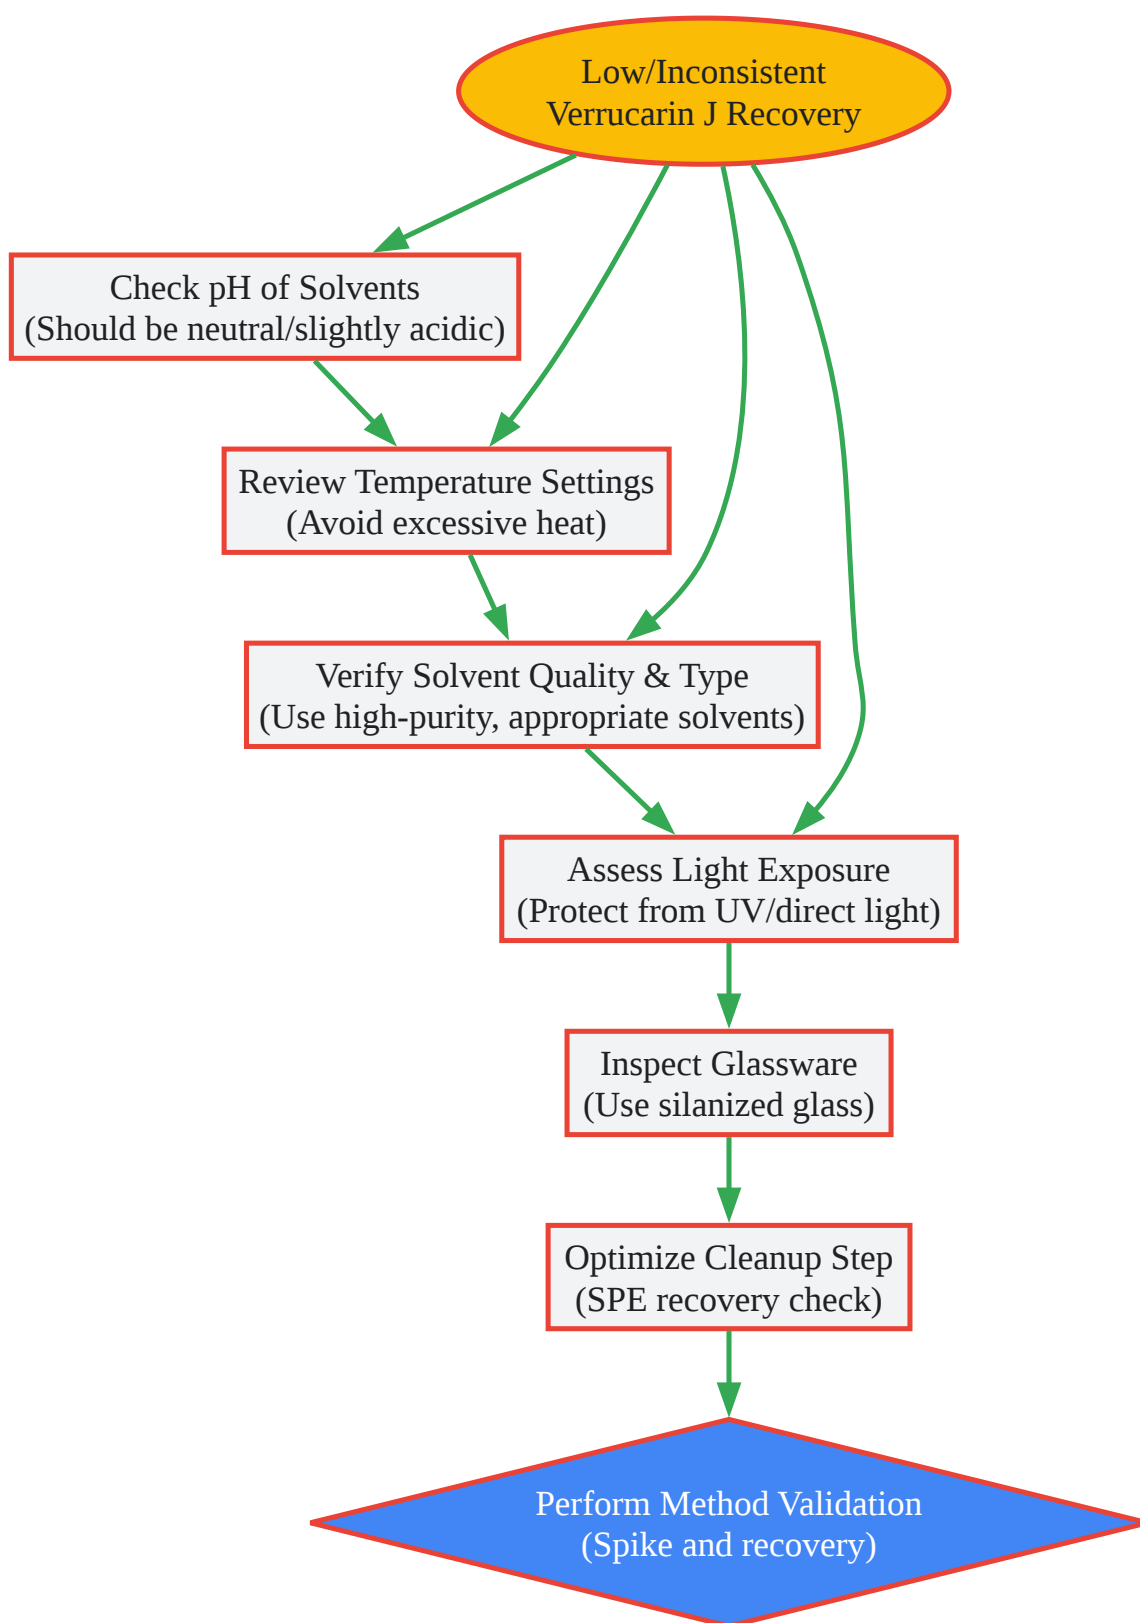 Low/Inconsistent
Verrucarin J Recovery
Check pH of Solvents
(Should be neutral/slightly acidic)
Review Temperature Settings
(Avoid excessive heat)
Verify Solvent Quality & Type
(Use high-purity, appropriate solvents)
Assess Light Exposure
(Protect from UV/direct light)
Inspect Glassware
(Use silanized glass)
Optimize Cleanup Step
(SPE recovery check)
Perform Method Validation
(Spike and recovery)